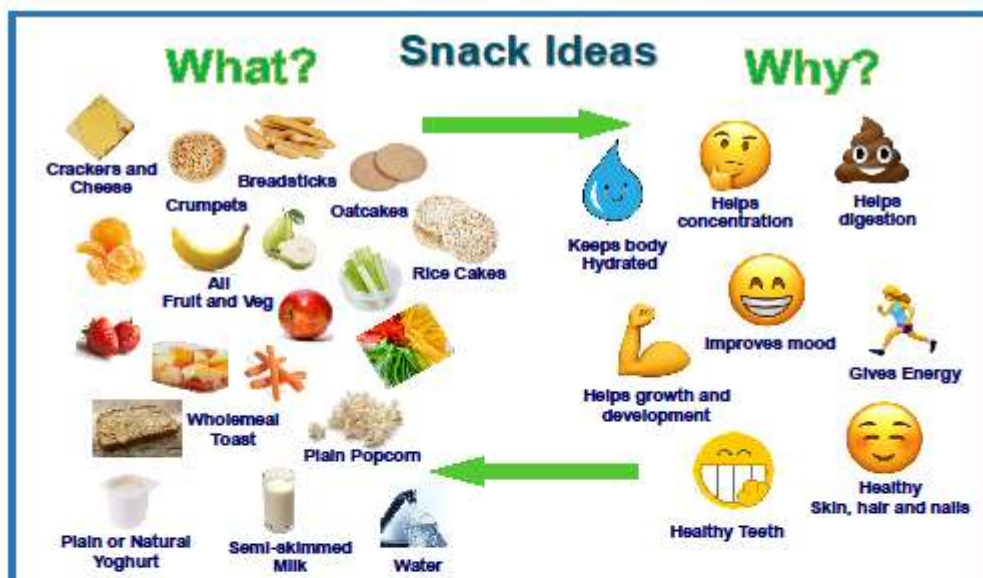 Snack Ideas
What?
Why?
Crackers and
Cheese
Crumpets
Breadsticks
Oatcakes
Rice Cakes
All
Fruit and Veg
Wholemeal
Toast
Plain Popcorn
Plain or Natural
Yoghurt
Semi-skimmed
Milk
Water
Keeps body
Hydrated
Helps
concentration
Helps
digestion
Improves mood
Gives Energy
Helps growth and
development
Healthy Teeth
Healthy
Skin, hair and nails